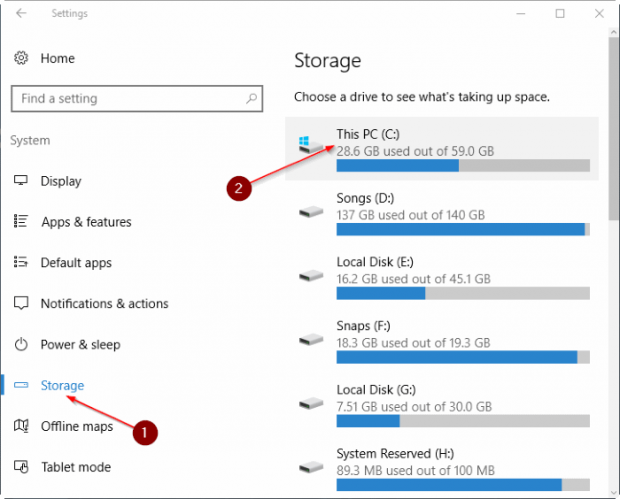 Settings
Home
Find a setting
System
Display
Apps & features
Default apps
Notifications & actions
Power & sleep
Storage
Offline maps
Tablet mode
1
Storage
Choose a drive to see what's taking up space.
This PC (C:)
28.6 GB used out of 59.0 GB
2
Songs (D:)
137 GB used out of 140 GB
Local Disk (E:)
16.2 GB used out of 45.1 GB
Snaps (F:)
18.3 GB used out of 19.3 GB
Local Disk (G:)
7.51 GB used out of 30.0 GB
System Reserved (H:)
89.3 MB used out of 100 MB